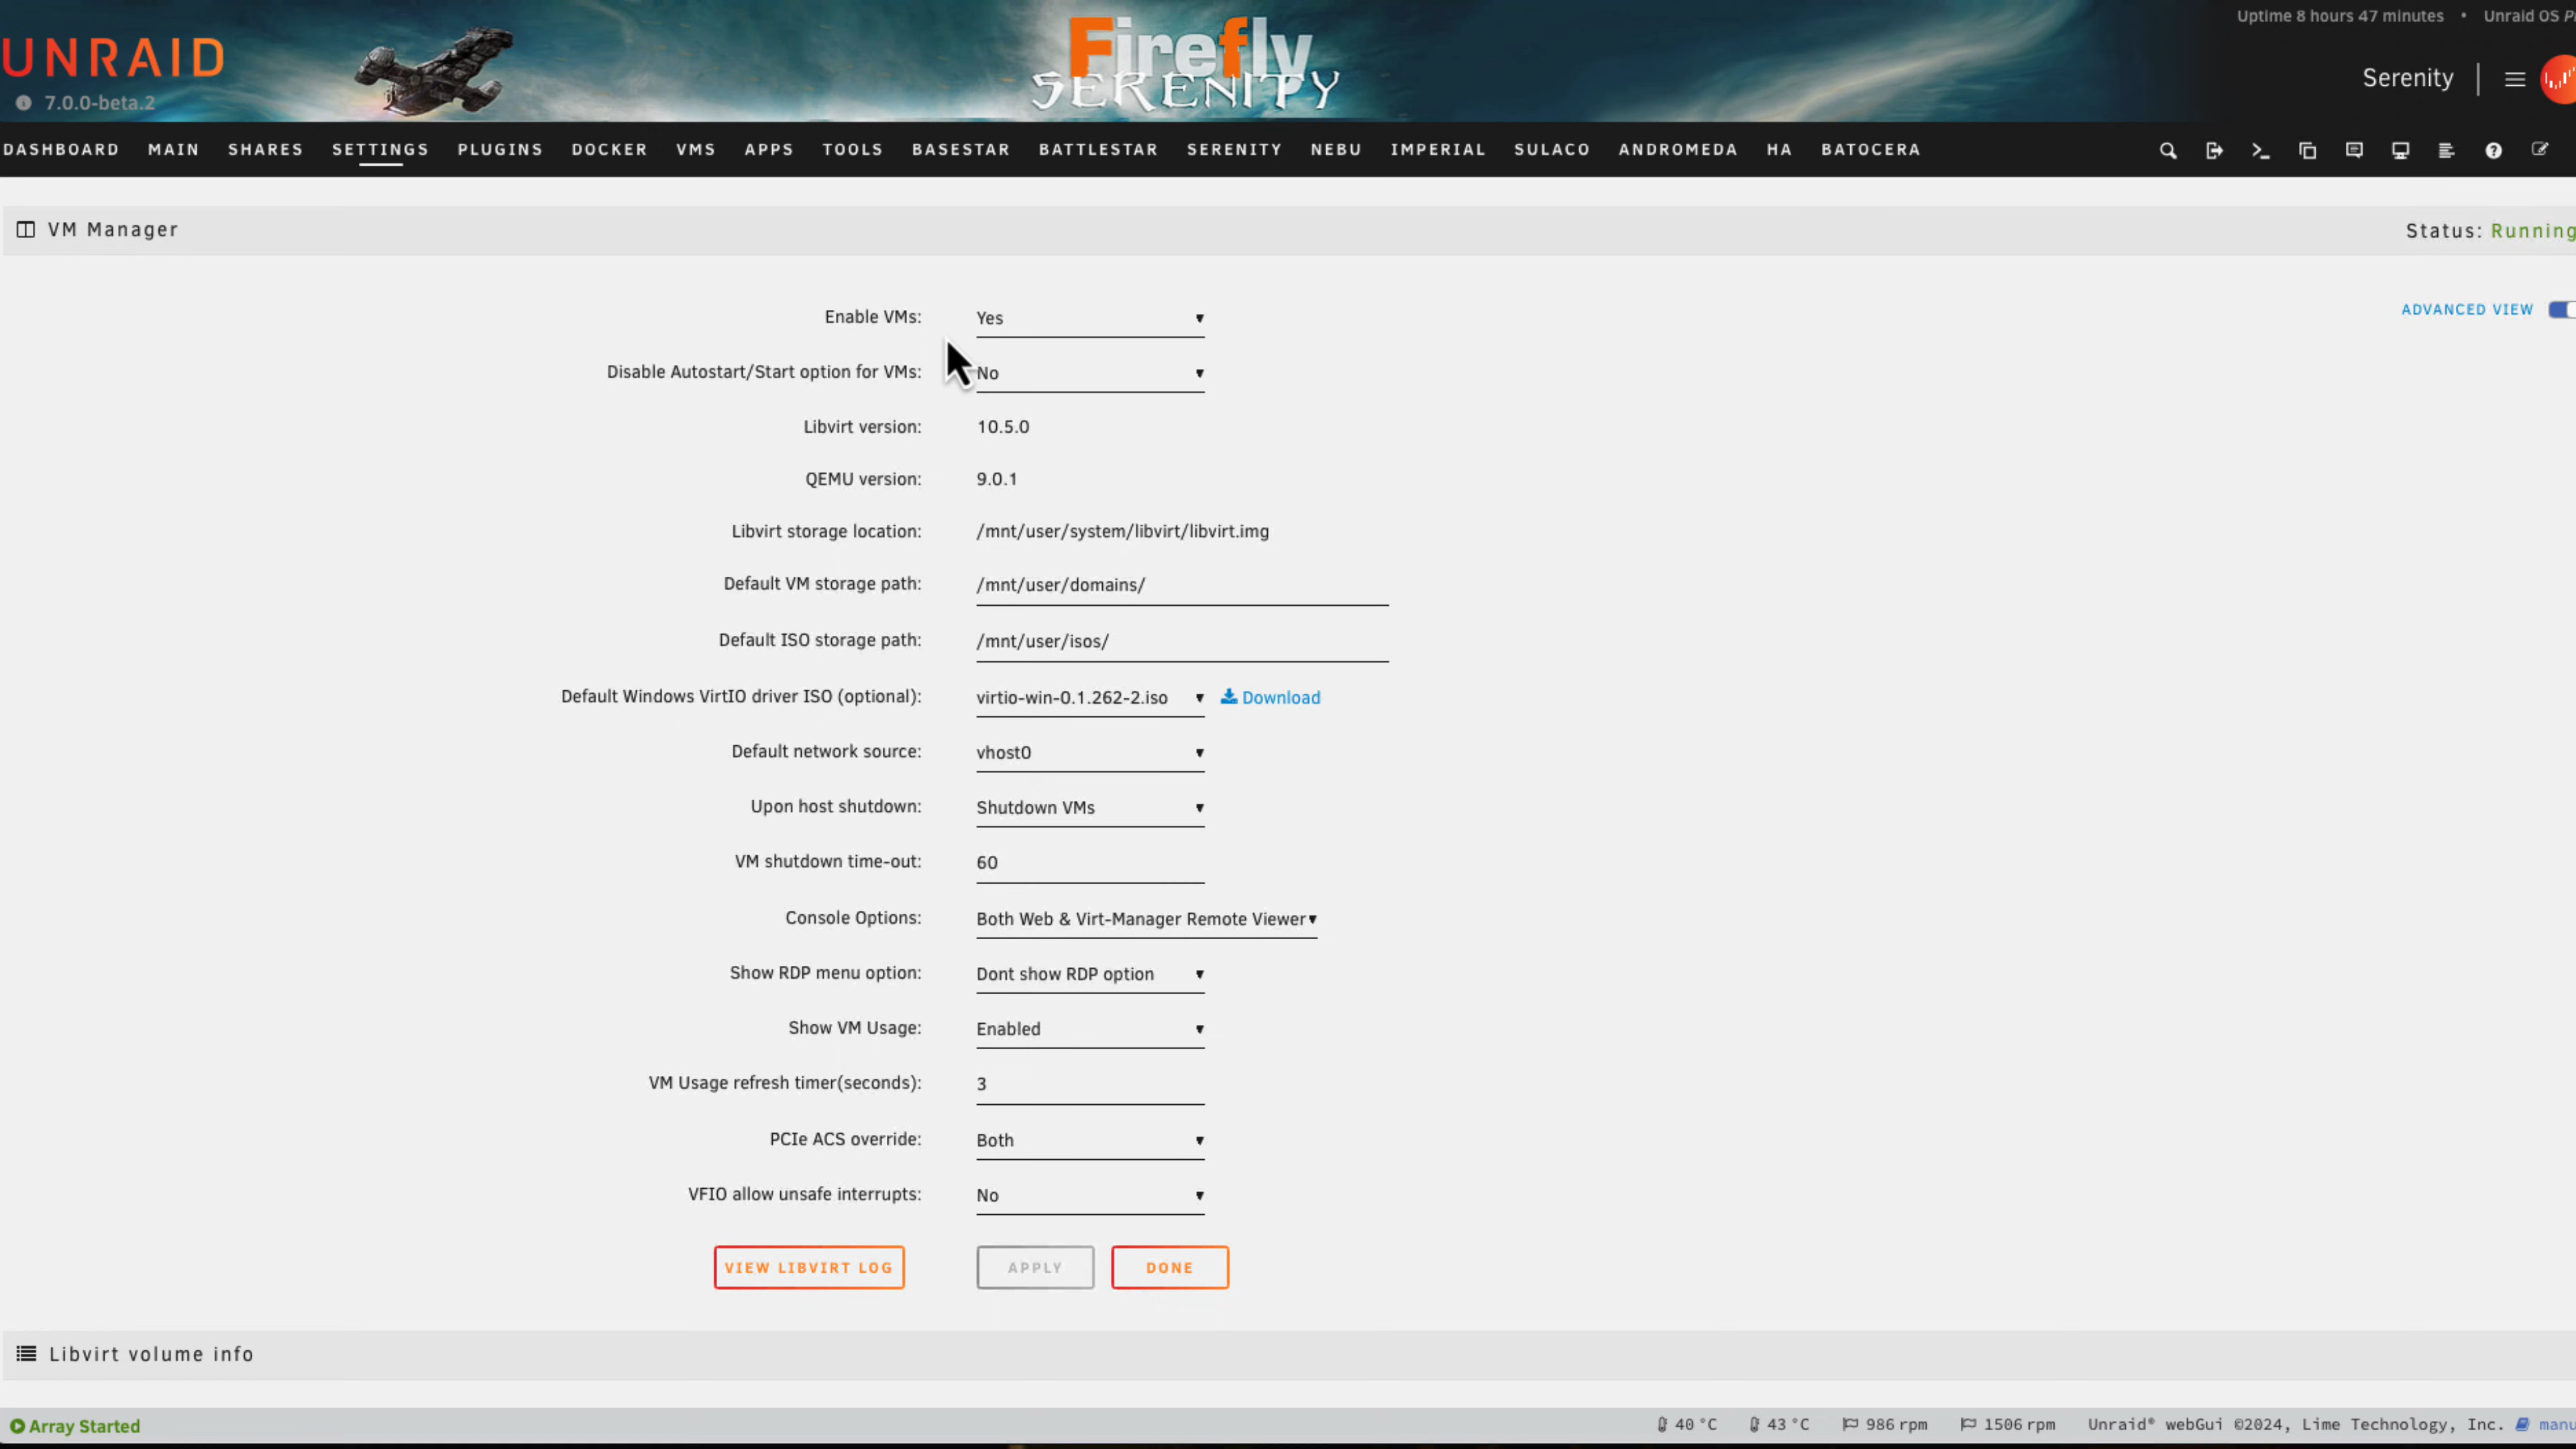 Uptime 8 hours 47 minutes • Unraid OS
UNRAID
Firefly
SERENITY
7.0.0-beta.2
Serenity
DASHBOARD MAIN SHARES SETTINGS PLUGINS DOCKER VMS APPS TOOLS BASESTAR BATTLESTAR SERENITY NEBU IMPERIAL SULACO ANDROMEDA HA BATOCERA
VM Manager Status: Running
ADVANCED VIEW
Enable VMs: Yes
Disable Autostart/Start option for VMs: No
Libvirt version: 10.5.0
QEMU version: 9.0.1
Libvirt storage location: /mnt/user/system/libvirt/libvirt.img
Default VM storage path: /mnt/user/domains/
Default ISO storage path: /mnt/user/isos/
Default Windows VirtIO driver ISO (optional): virtio-win-0.1.262-2.iso Download
Default network source: vhost0
Upon host shutdown: Shutdown VMs
VM shutdown time-out: 60
Console Options: Both Web & Virt-Manager Remote Viewer
Show RDP menu option: Dont show RDP option
Show VM Usage: Enabled
VM Usage refresh timer(seconds): 3
PCIe ACS override: Both
VFIO allow unsafe interrupts: No
VIEW LIBVIRT LOG APPLY DONE
Libvirt volume info
Array Started 40 °C 43 °C 986 rpm 1506 rpm Unraid® webGui ©2024, Lime Technology, Inc.